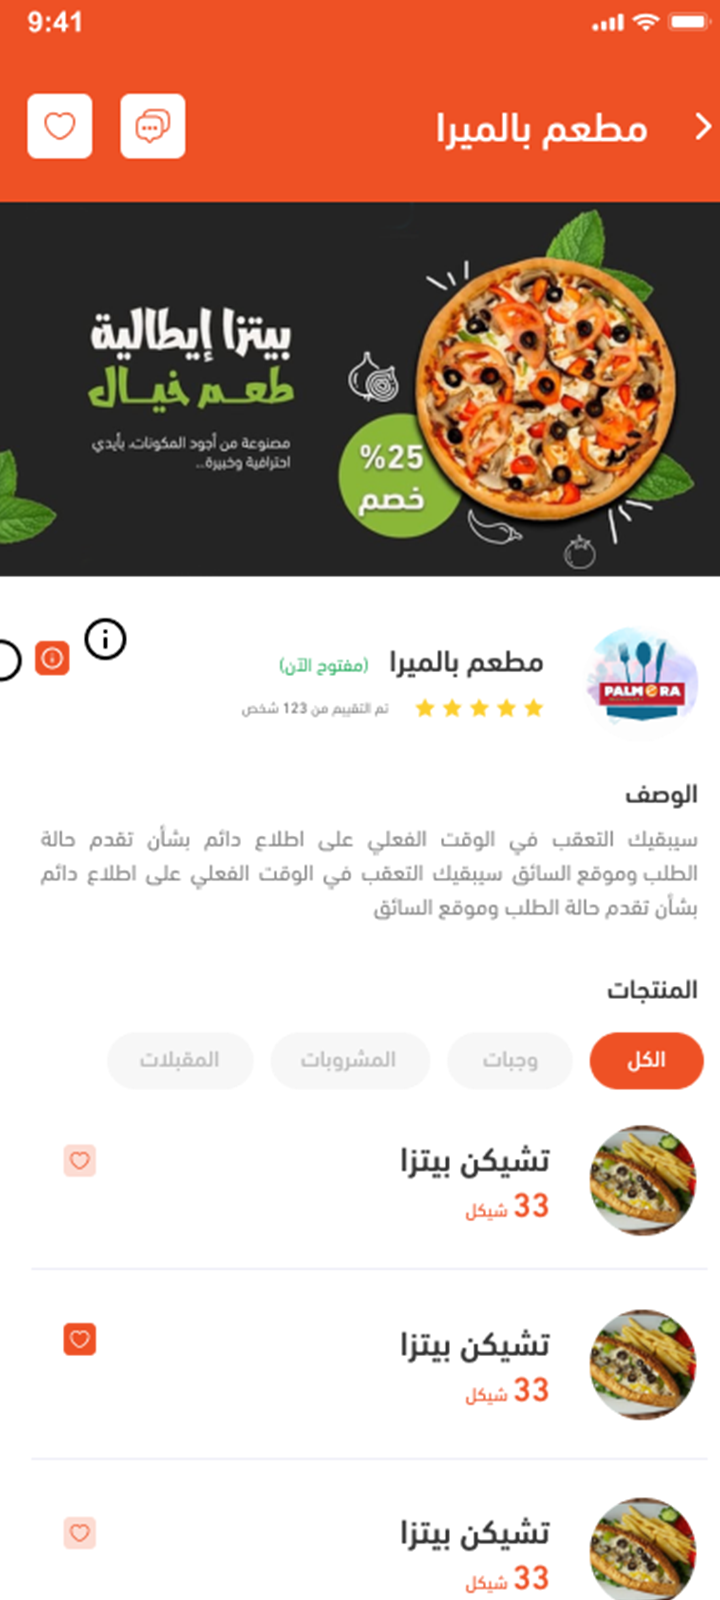 9:41
مطعم بالميرا
بيتزا إيطالية
طعم خيال
مصنوعة من أجود المكونات، بأيدي
احترافية وخبيرة...
%25
خصم
مطعم بالميرا (مفتوح الآن)
تم التقييم من 123 شخص
PALMERA
الوصف
سيبقيك التعقب في الوقت الفعلي على اطلاع دائم بشأن تقدم حالة
الطلب وموقع السائق سيبقيك التعقب في الوقت الفعلي على اطلاع دائم
بشأن تقدم حالة الطلب وموقع السائق
المنتجات
الكل وجبات المشروبات المقبلات
تشيكن بيتزا
33 شيكل
تشيكن بيتزا
33 شيكل
تشيكن بيتزا
33 شيكل